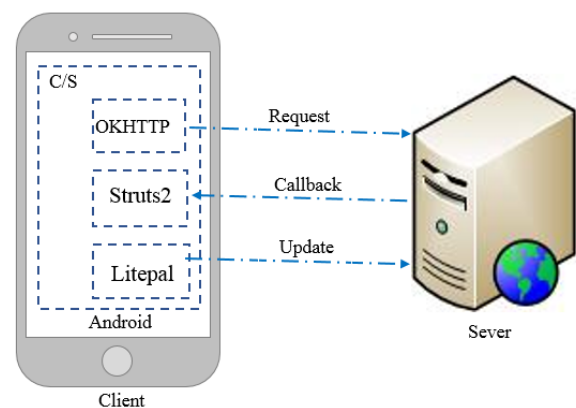 C/S
OKHTTP
Request
Struts2
Callback
Litepal
Update
Android
Client
Sever